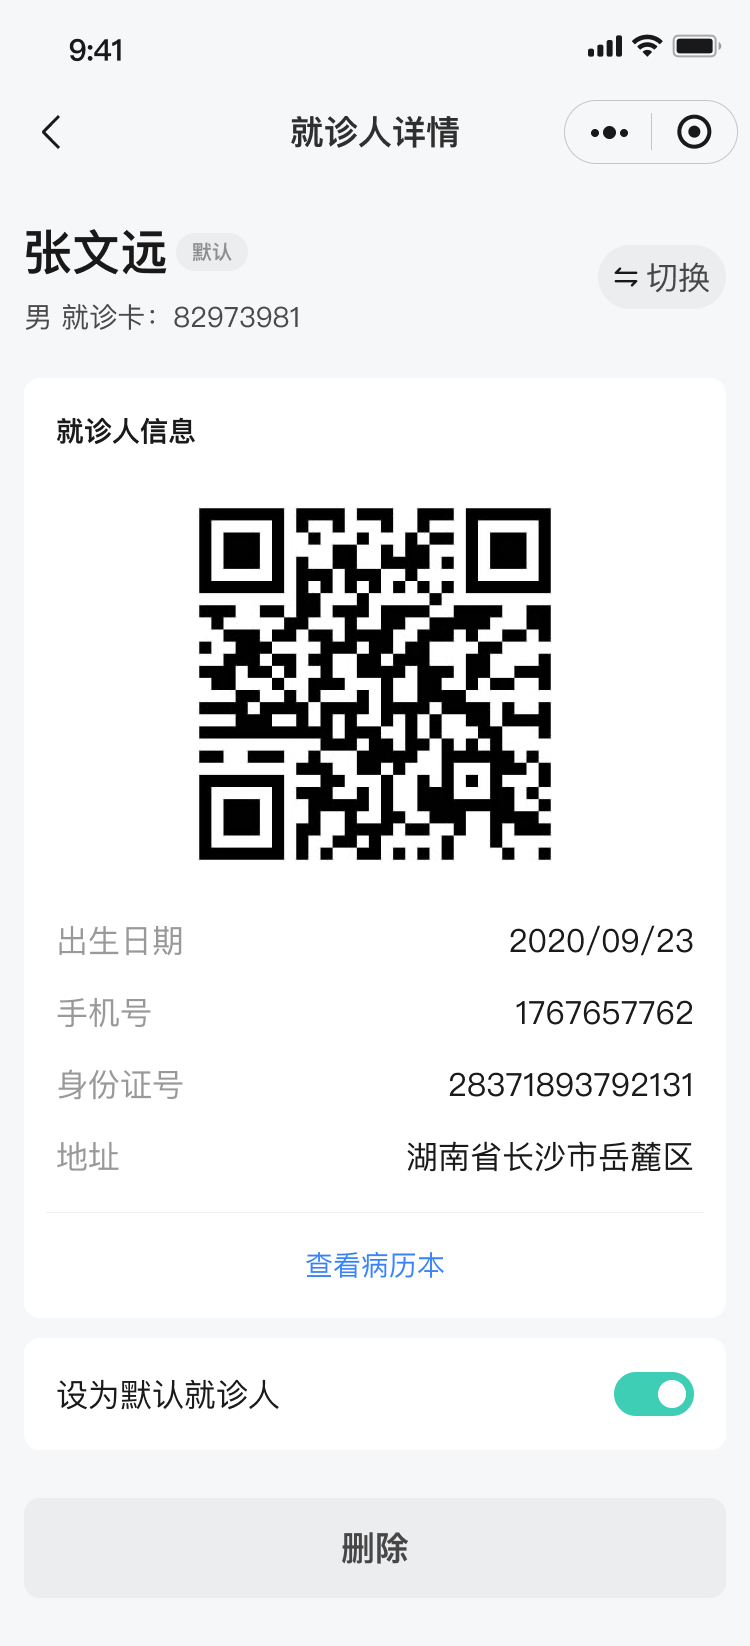 9:41
就诊人详情
张文远 默认
男 就诊卡：82973981
⇋ 切换
就诊人信息
出生日期 2020/09/23
手机号 1767657762
身份证号 28371893792131
地址 湖南省长沙市岳麓区
查看病历本
设为默认就诊人
删除